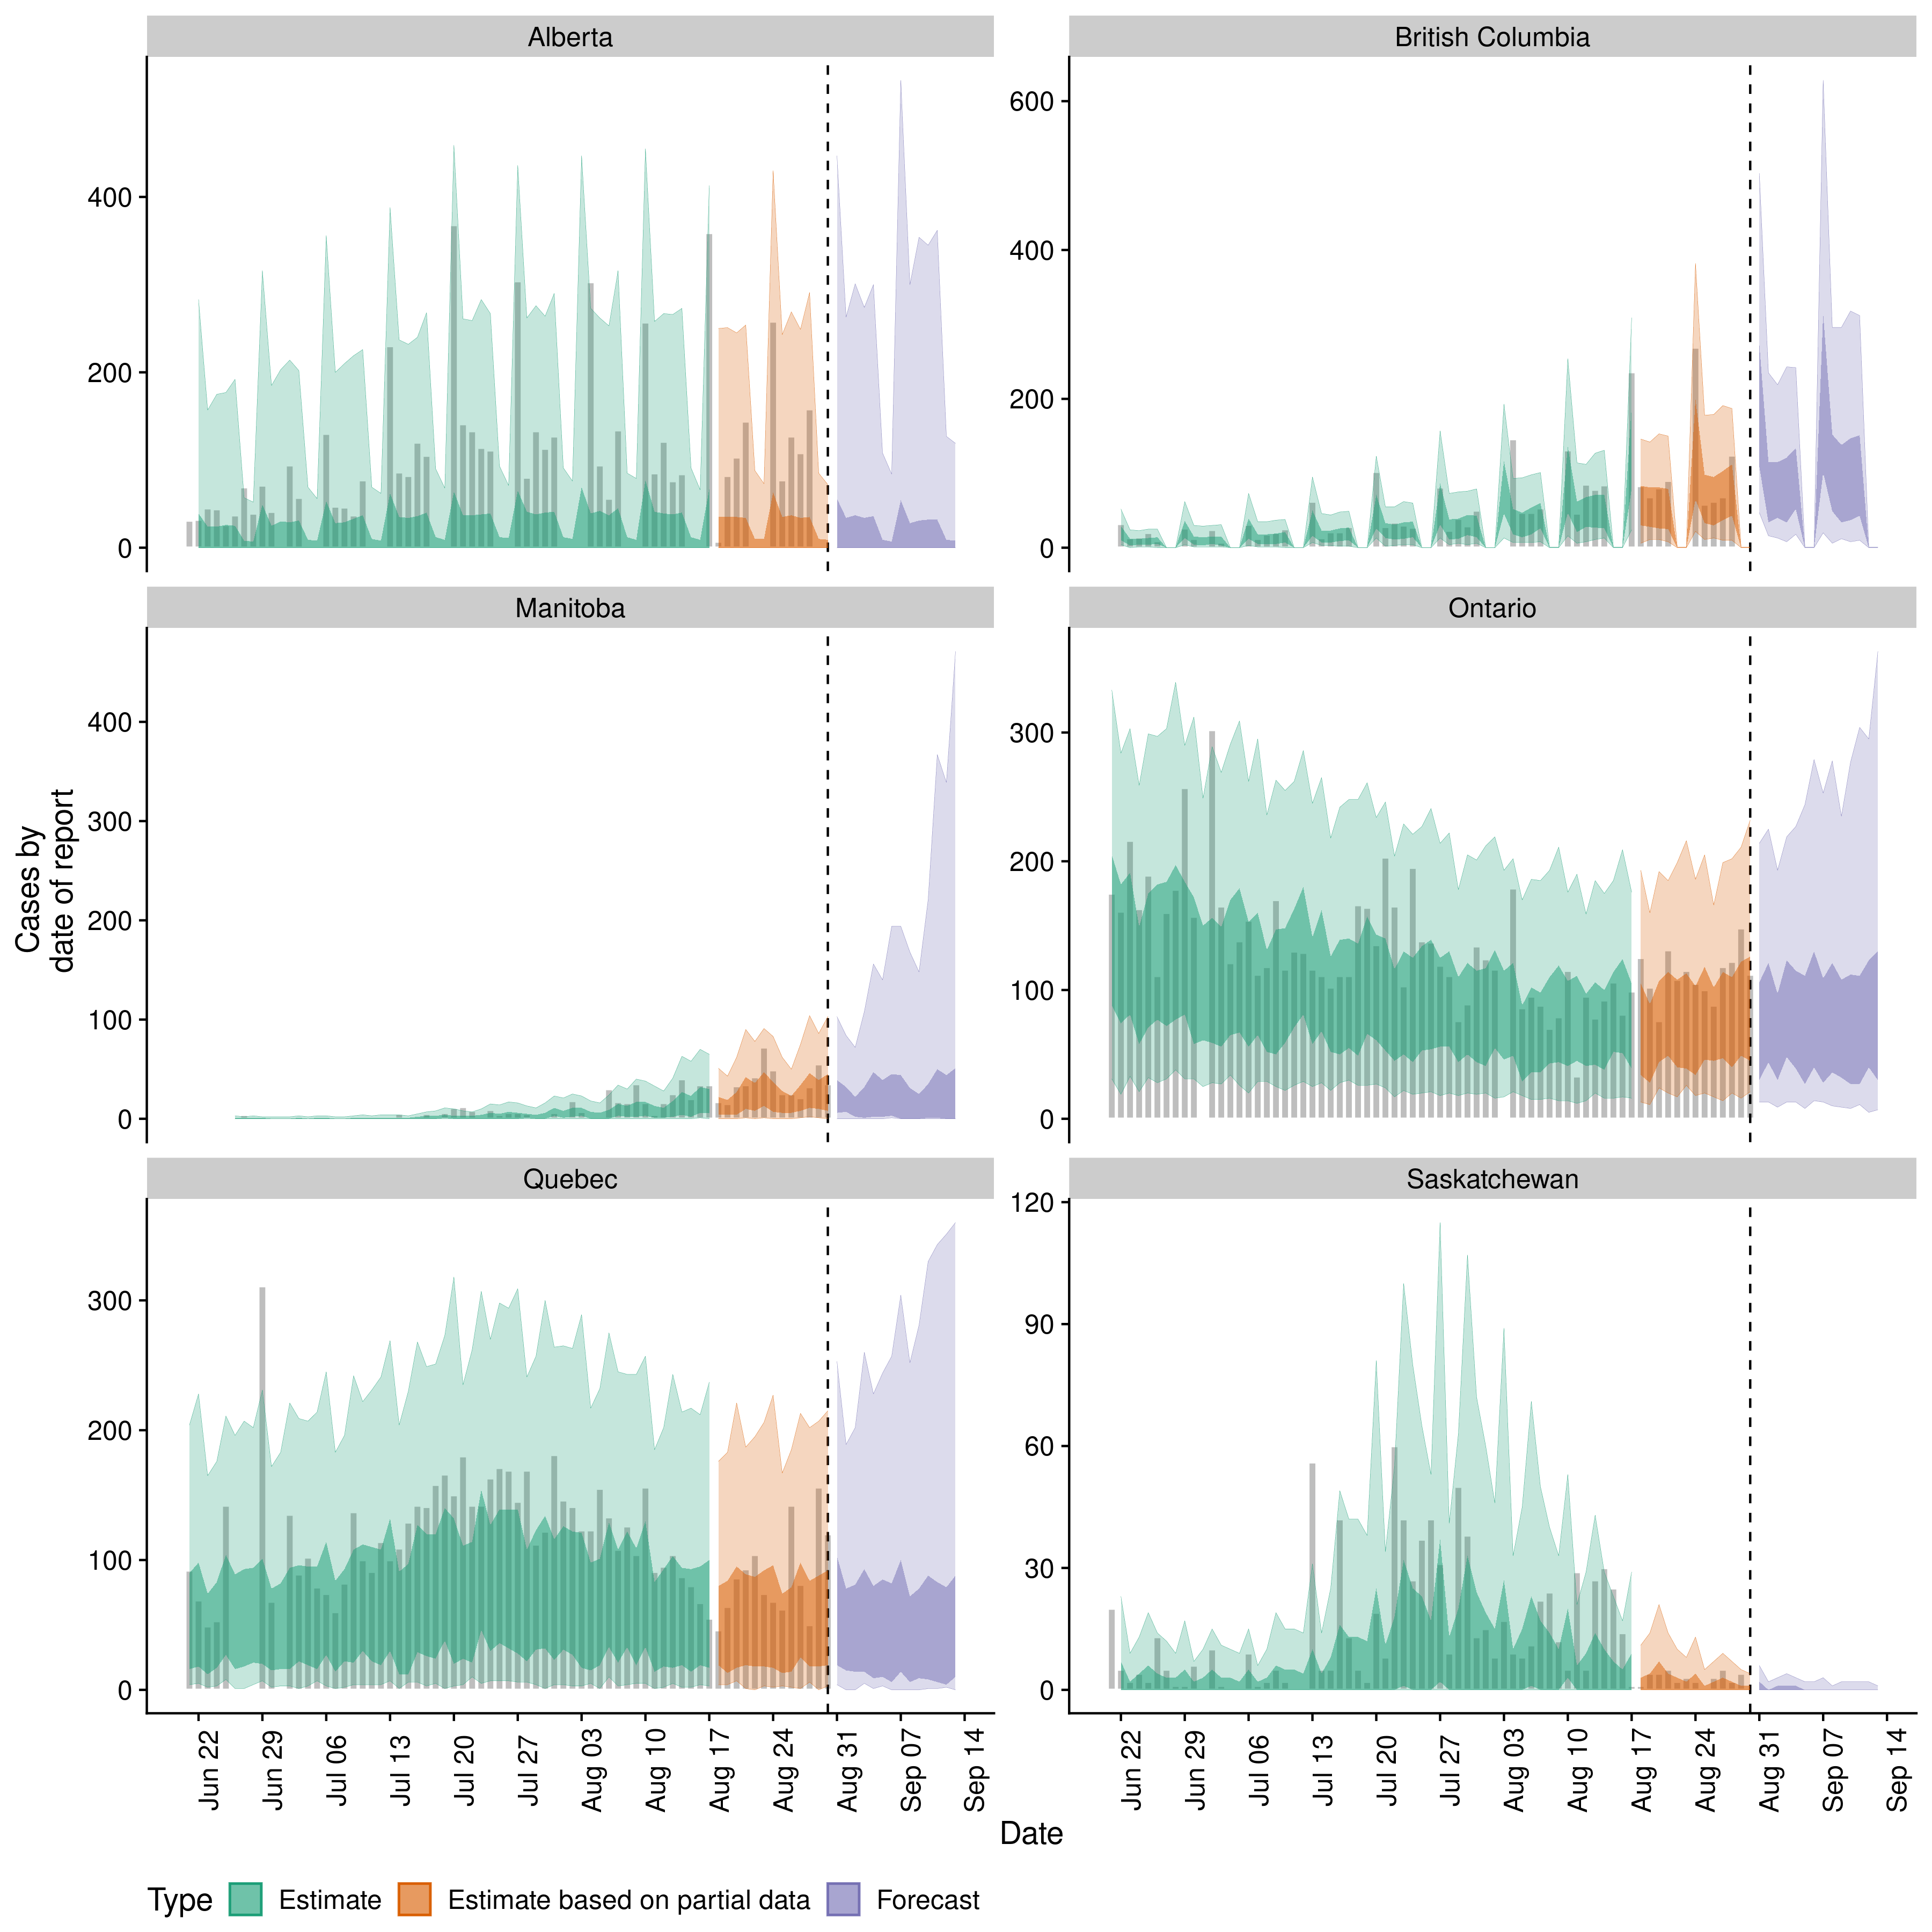 Alberta
British Columbia
400
200
0
600
400
200
0
Manitoba
Ontario
400
300
200
100
0
300
200
100
0
Cases by
date of report
Quebec
Saskatchewan
300
200
100
0
120
90
60
30
0
Jun 22
Jun 29
Jul 06
Jul 13
Jul 20
Jul 27
Aug 03
Aug 10
Aug 17
Aug 24
Aug 31
Sep 07
Sep 14
Jun 22
Jun 29
Jul 06
Jul 13
Jul 20
Jul 27
Aug 03
Aug 10
Aug 17
Aug 24
Aug 31
Sep 07
Sep 14
Date
Type Estimate Estimate based on partial data Forecast